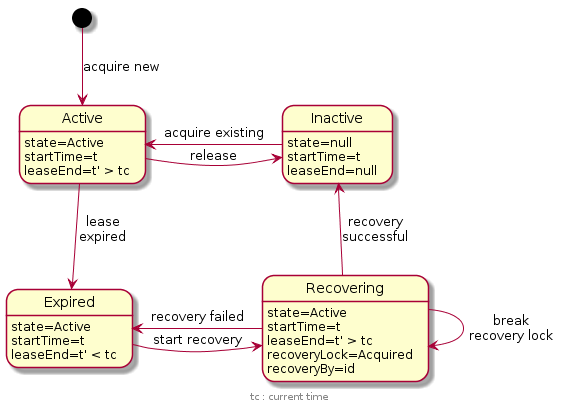 acquire new
Active
state=Active
startTime=t
leaseEnd=t' > tc
acquire existing
release
Inactive
state=null
startTime=t
leaseEnd=null
lease
expired
recovery
successful
Expired
state=Active
startTime=t
leaseEnd=t' < tc
recovery failed
start recovery
Recovering
state=Active
startTime=t
leaseEnd=t' > tc
recoveryLock=Acquired
recoveryBy=id
break
recovery lock
tc : current time